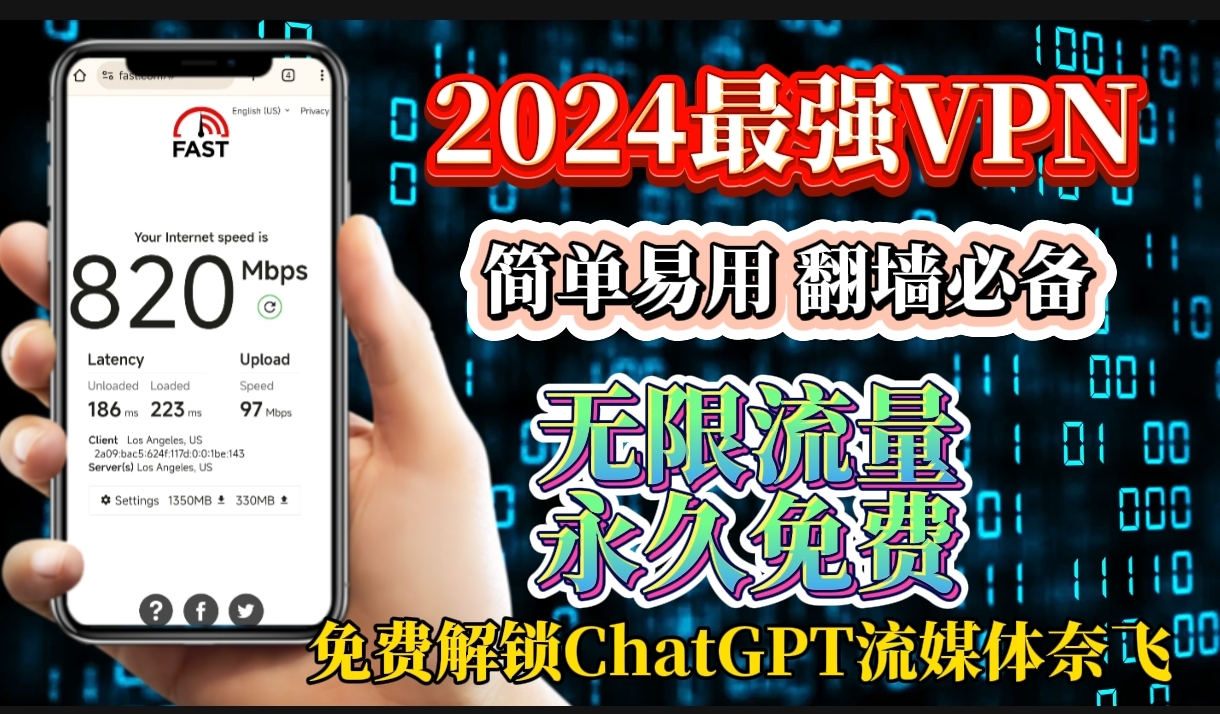 English (US)
Privacy
FAST
Your Internet speed is
820 Mbps
Latency
Upload
Unloaded Loaded
Speed
186 ms 223 ms
97 Mbps
Client Los Angeles, US
2a09:bac5:624f:117d:0:0:1be:143
Server(s) Los Angeles, US
Settings 1350MB 330MB
2024最强VPN
简单易用 翻墙必备
无限流量
永久免费
免费解锁ChatGPT流媒体奈飞